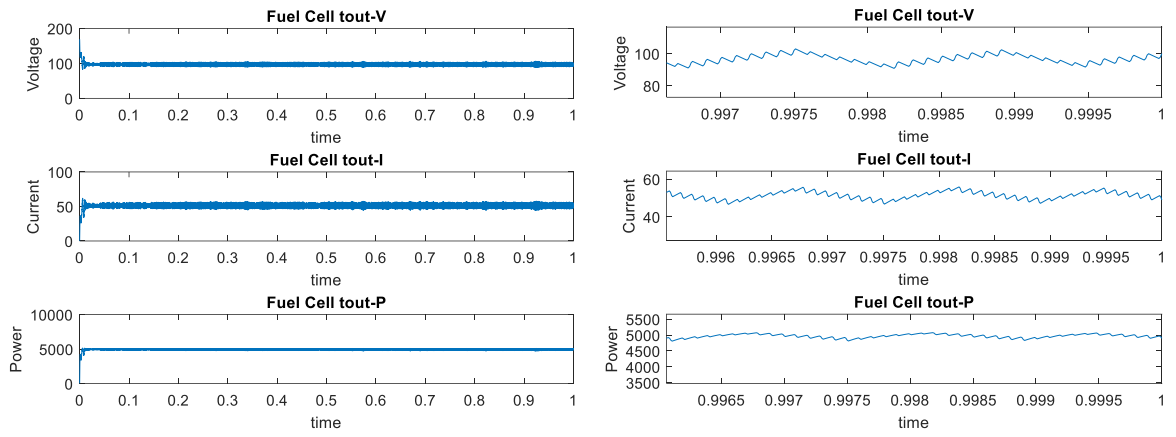 Fuel Cell tout-V
200
100
0
Voltage
0 0.1 0.2 0.3 0.4 0.5 0.6 0.7 0.8 0.9 1
time
Fuel Cell tout-I
100
50
0
Current
0 0.1 0.2 0.3 0.4 0.5 0.6 0.7 0.8 0.9 1
time
Fuel Cell tout-P
10000
5000
0
Power
0 0.1 0.2 0.3 0.4 0.5 0.6 0.7 0.8 0.9 1
time
Fuel Cell tout-V
100
80
Voltage
0.997 0.9975 0.998 0.9985 0.999 0.9995 1
time
Fuel Cell tout-I
60
40
Current
0.996 0.9965 0.997 0.9975 0.998 0.9985 0.999 0.9995 1
time
Fuel Cell tout-P
5500
5000
4500
4000
3500
Power
0.9965 0.997 0.9975 0.998 0.9985 0.999 0.9995 1
time